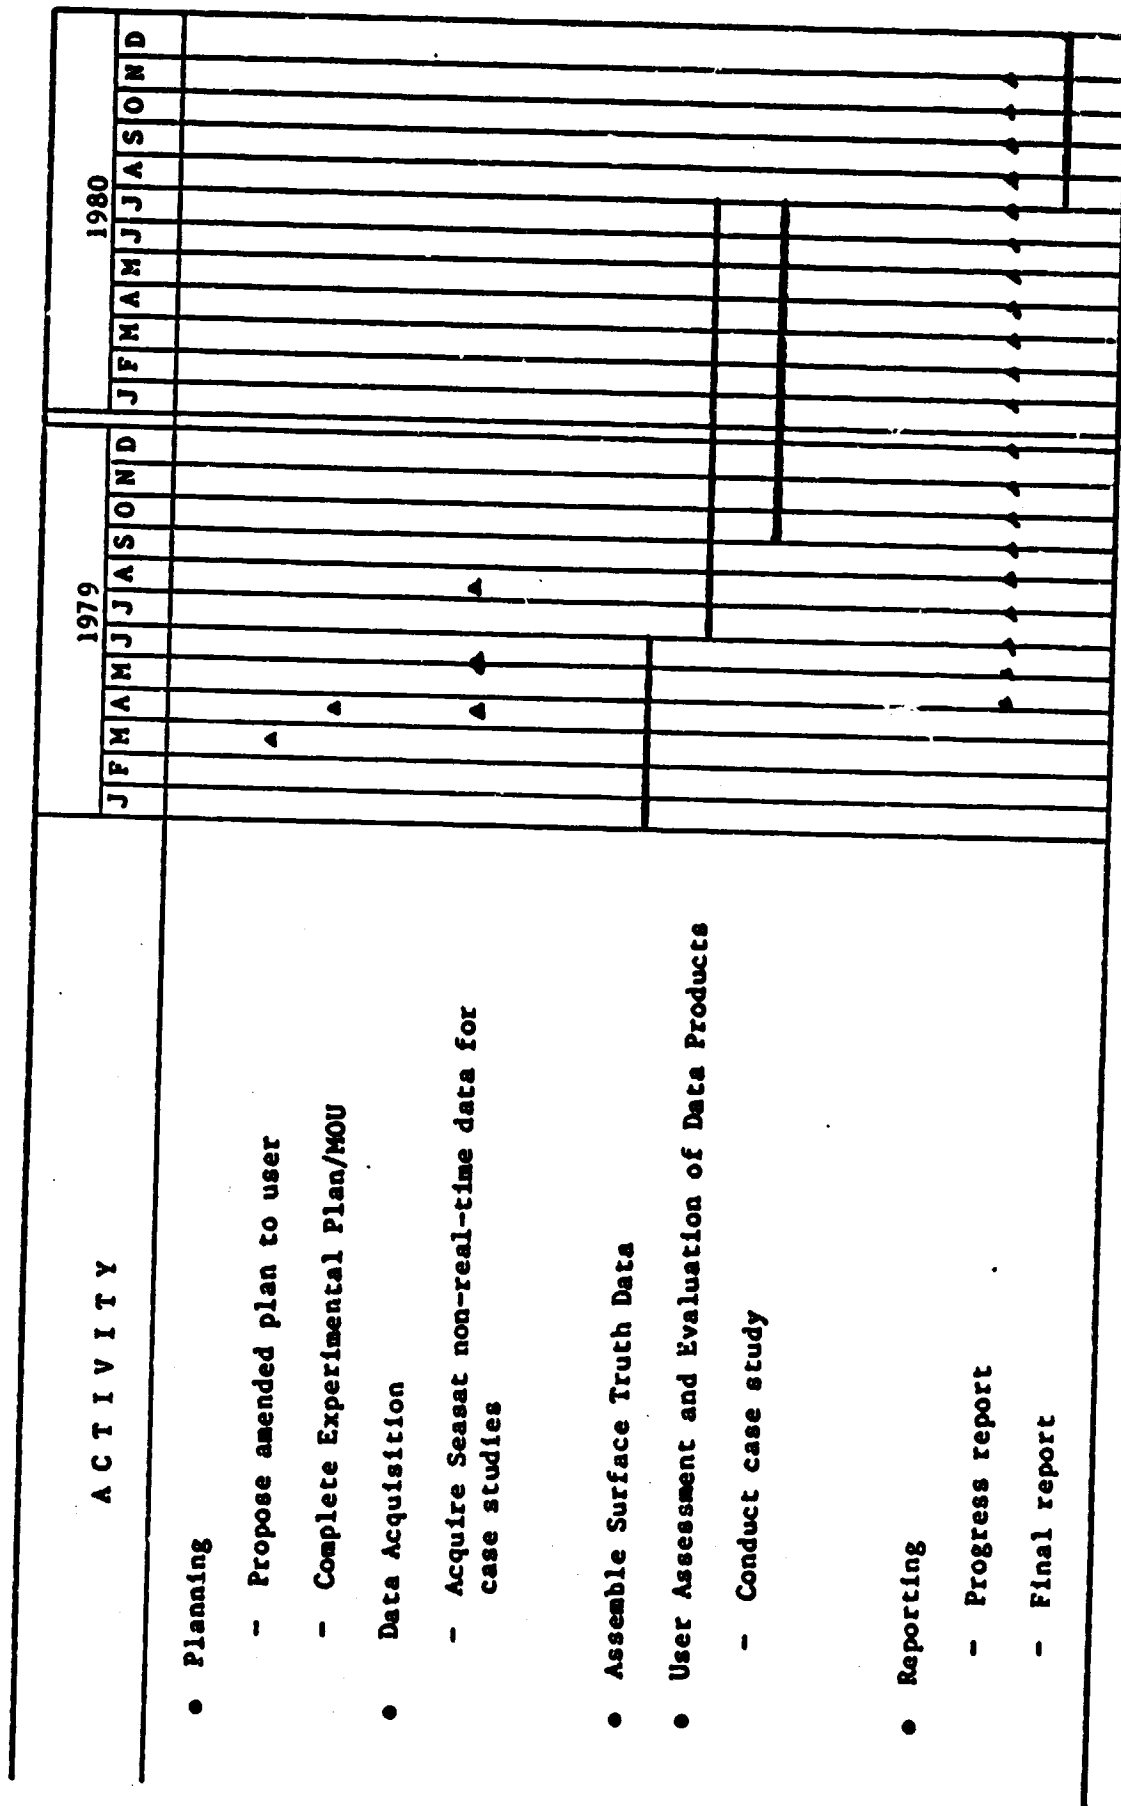 ACTIVITY
1979
1980
J F M A M J J A S O N D
J F M A M J J A S O N D
• Planning
- Propose amended plan to user
- Complete Experimental Plan/MOU
• Data Acquisition
- Acquire Seasat non-real-time data for
case studies
• Assemble Surface Truth Data
• User Assessment and Evaluation of Data Products
- Conduct case study
• Reporting
- Progress report
- Final report